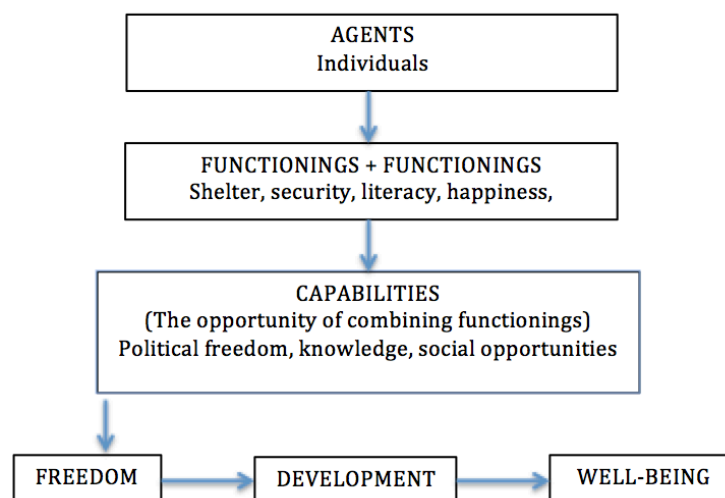 AGENTS
Individuals
FUNCTIONINGS + FUNCTIONINGS
Shelter, security, literacy, happiness,
CAPABILITIES
(The opportunity of combining functionings)
Political freedom, knowledge, social opportunities
FREEDOM
DEVELOPMENT
WELL-BEING